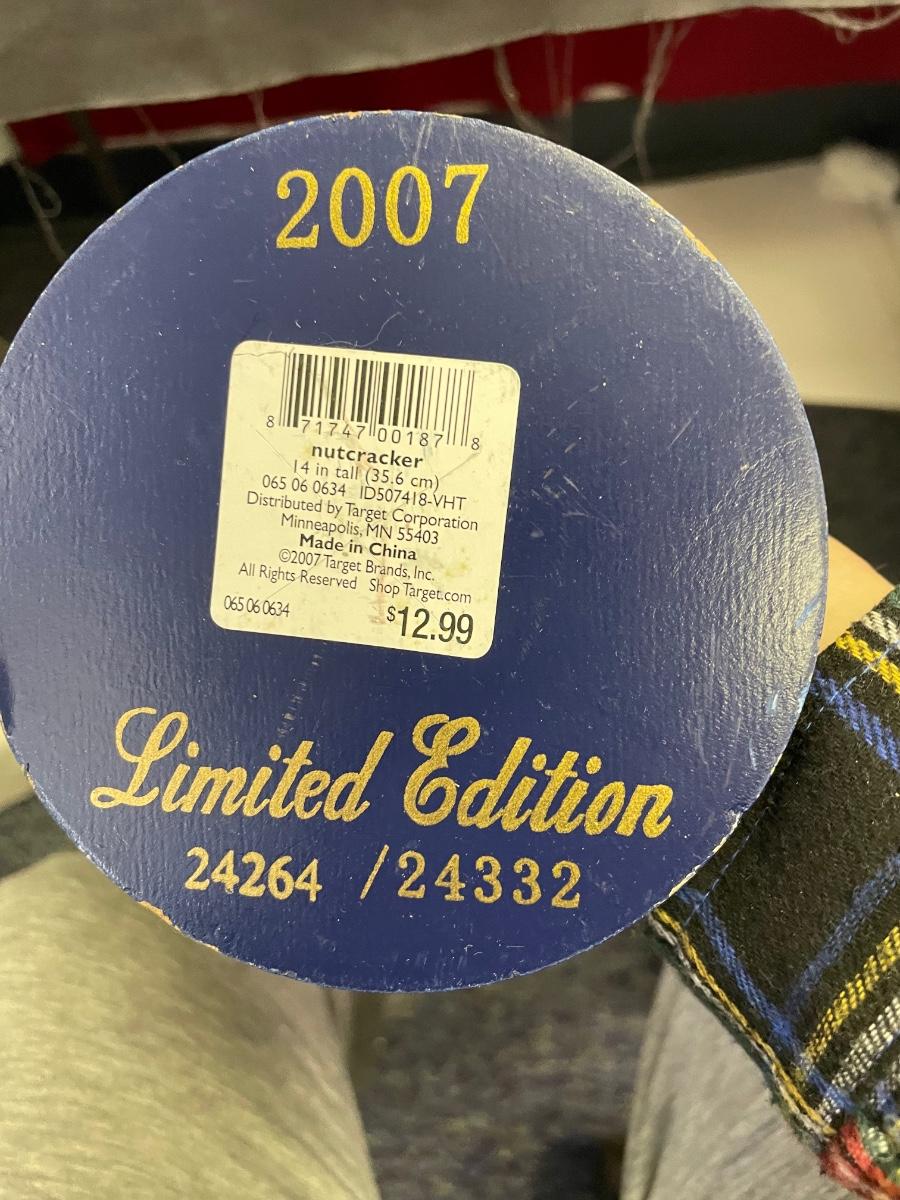 2007
8 71747 00187 8
nutcracker
14 in tall (35.6 cm)
065 06 0634 ID507418-VHT
Distributed by Target Corporation
Minneapolis, MN 55403
Made in China
©2007 Target Brands, Inc.
All Rights Reserved Shop Target.com
065 06 0634 $12.99
Limited Edition
24264 /24332